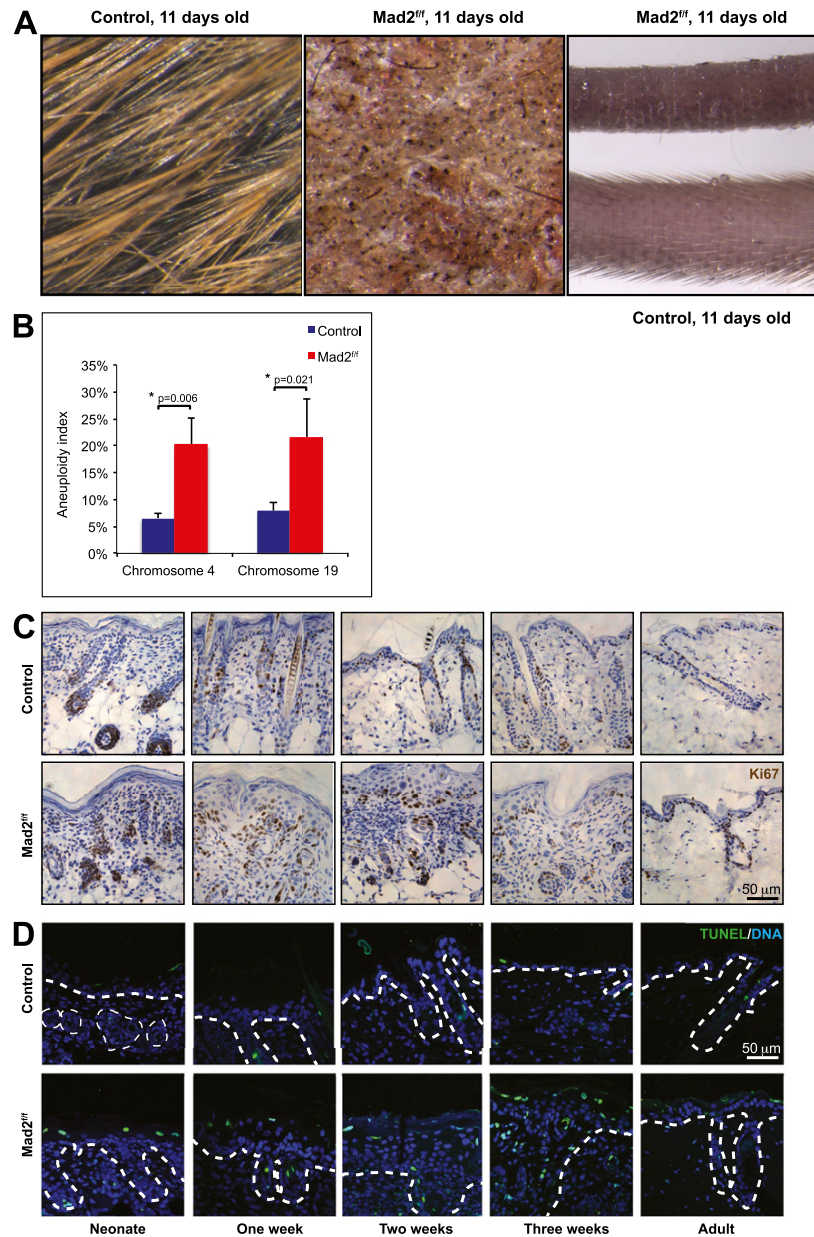 A
Control, 11 days old
Mad2f/f, 11 days old
Mad2f/f, 11 days old
Control, 11 days old
B
Control
Mad2f/f
35%
30%
25%
20%
15%
10%
5%
0%
Aneuploidy index
* p=0.006
* p=0.021
Chromosome 4
Chromosome 19
C
Control
Mad2f/f
Ki67
50 µm
D
Control
TUNEL/DNA
50 µm
Mad2f/f
Neonate
One week
Two weeks
Three weeks
Adult